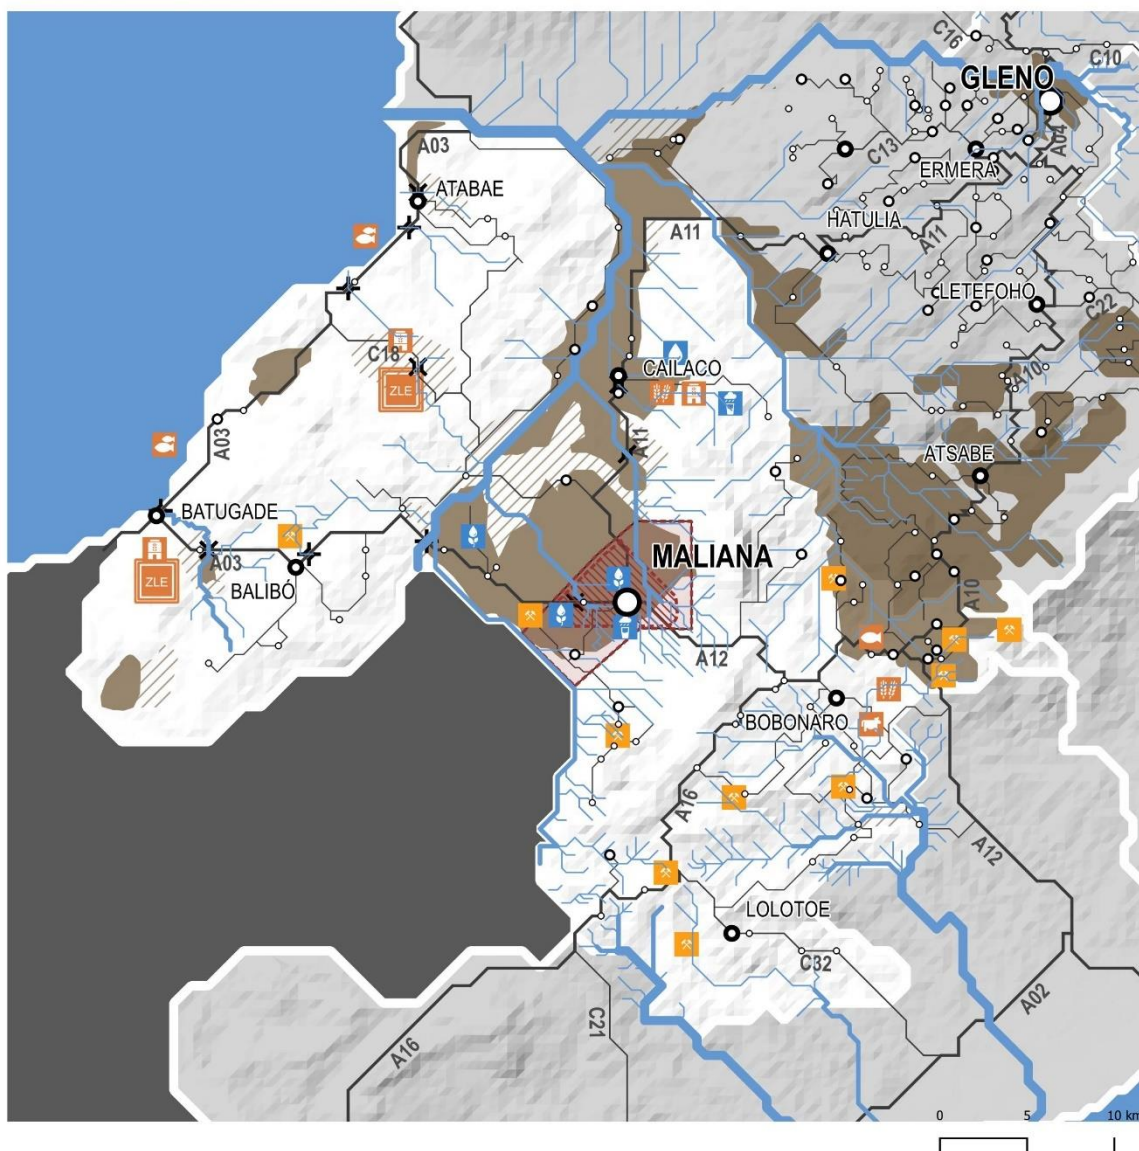 C16
C10
GLENO
A04
C13
A03
ERMERA
ATABAE
HATULIA
A11
A11
LETEFOHO
C22
C18
CAILACO
A10
ZLE
A03
A11
ATSABE
BATUGADE
MALIANA
A03
ZLE
BALIBÓ
A10
A12
BOBONARO
A16
A12
LOLOTOE
C32
A02
C21
A16
0 5 10 km